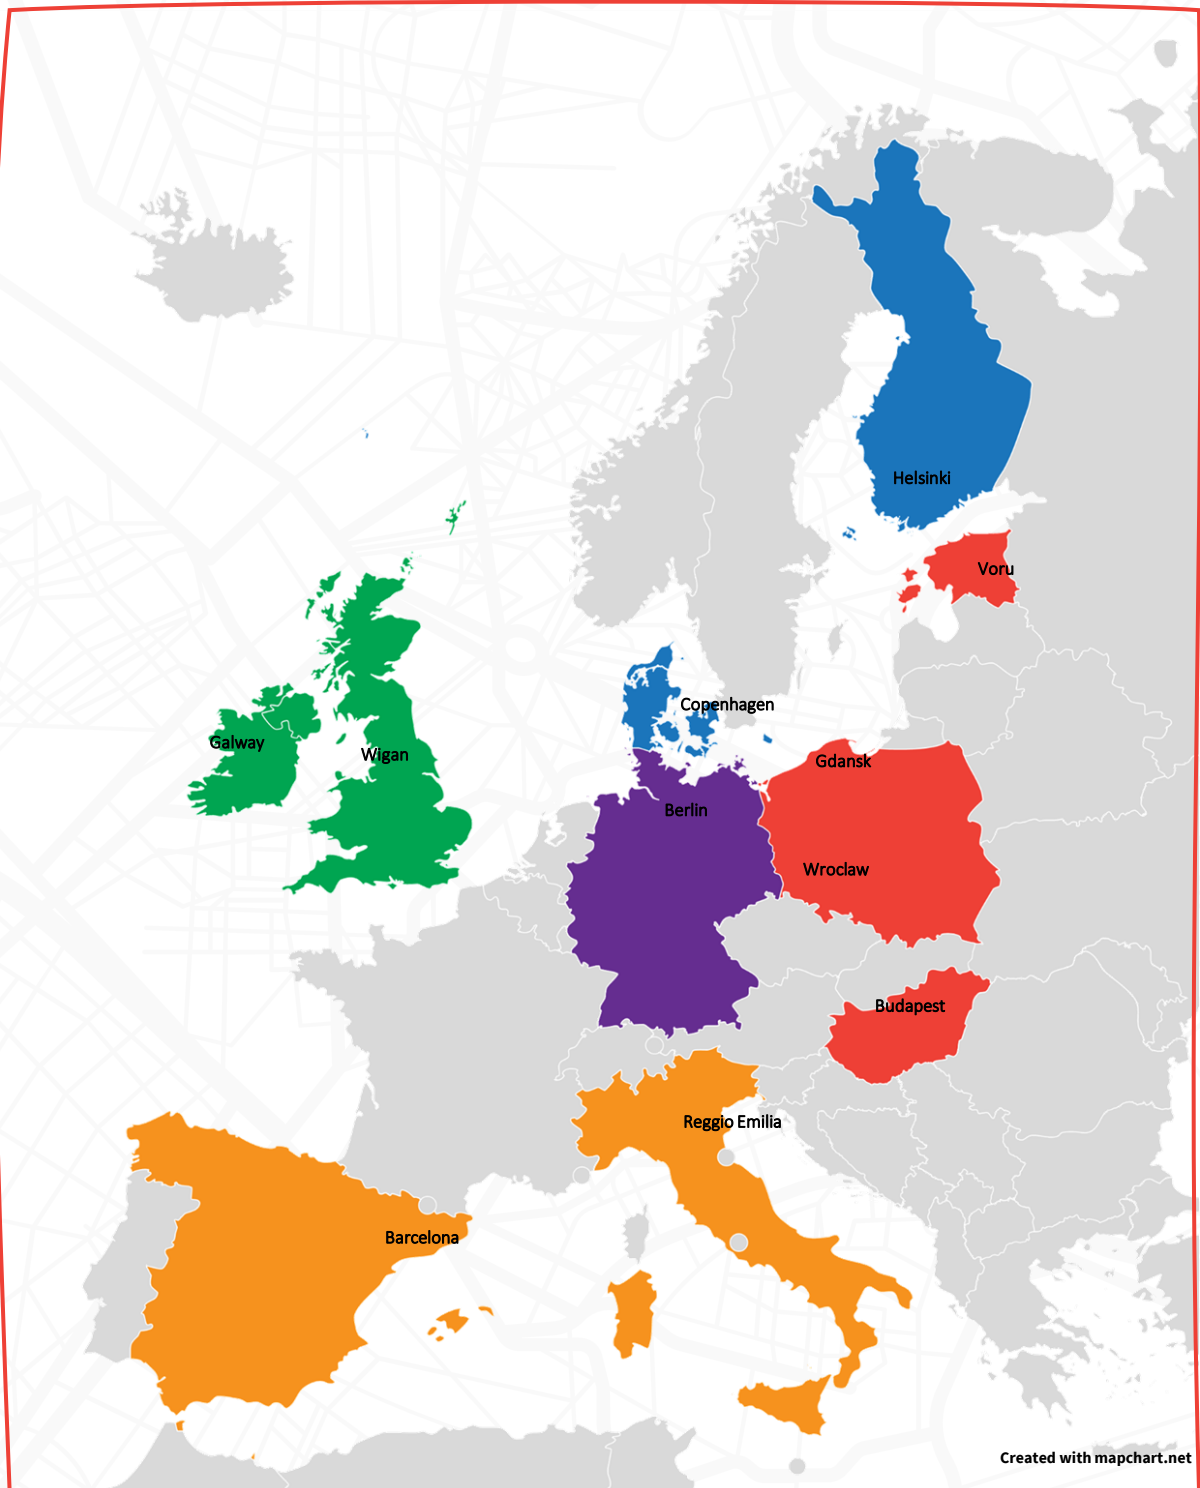 Helsinki
Voru
Copenhagen
Galway
Wigan
Gdansk
Berlin
Wroclaw
Budapest
Reggio Emilia
Barcelona
Created with mapchart.net